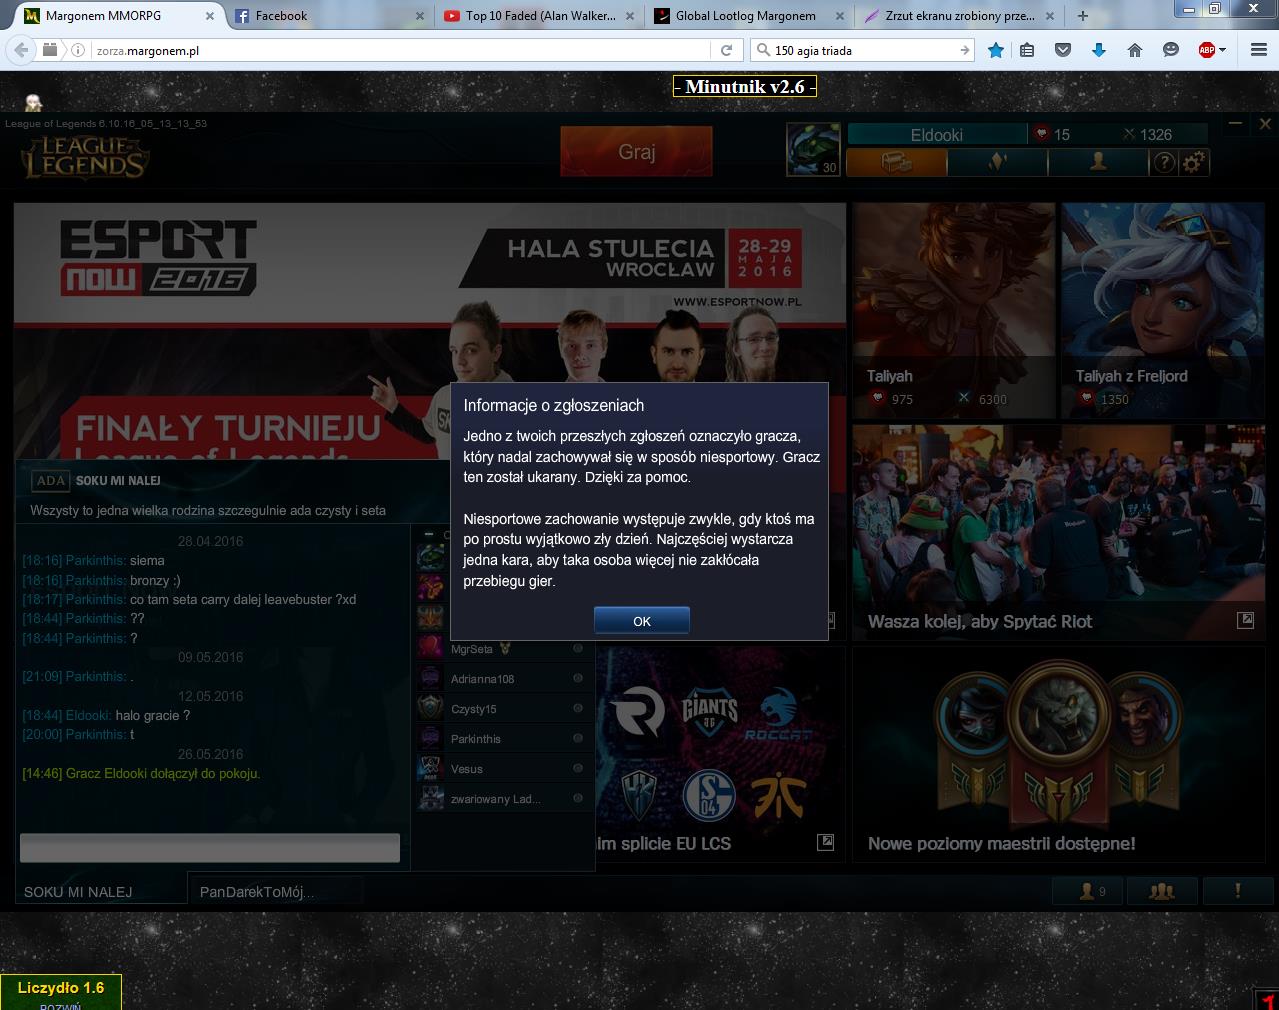 Margonem MMORPG
Facebook
Top 10 Faded (Alan Walker...
Global Lootlog Margonem
Zrzut ekranu zrobiony prze...
zorza.margonem.pl
150 agia triada
ABP
- Minutnik v2.6 -
League of Legends 6.10.16_05_13_13_53
LEAGUE of LEGENDS
Graj
30
Eldooki
15
1326
?
ESPORT
NOW 2016
HALA STULECIA
WROCŁAW
28-29
MAJA
2016
WWW.ESPORTNOW.PL
FINAŁY TURNIEJU
League of Legends
Taliyah
975
6300
Taliyah z Freljord
1350
Informacje o zgłoszeniach
Jedno z twoich przeszłych zgłoszeń oznaczyło gracza,
który nadal zachowywał się w sposób niesportowy. Gracz
ten został ukarany. Dzięki za pomoc.
Niesportowe zachowanie występuje zwykle, gdy ktoś ma
po prostu wyjątkowo zły dzień. Najczęściej wystarcza
jedna kara, aby taka osoba więcej nie zakłócała
przebiegu gier.
OK
ADA SOKU MI NALEJ
Wszysty to jedna wielka rodzina szczegulnie ada czysty i seta
28.04.2016
[18:16] Parkinthis: siema
[18:16] Parkinthis: bronzy :)
[18:17] Parkinthis: co tam seta carry dalej leavebuster ?xd
[18:44] Parkinthis: ??
[18:44] Parkinthis: ?
09.05.2016
[21:09] Parkinthis: .
12.05.2016
[18:44] Eldooki: halo gracie ?
[20:00] Parkinthis: t
26.05.2016
[14:46] Gracz Eldooki dołączył do pokoju.
MgrSeta
Adrianna108
Czysty15
Parkinthis
Vesus
zwariowany Lad...
Wasza kolej, aby Spytać Riot
GIANTS
ROCCAT
S04
im splicie EU LCS
Nowe poziomy maestrii dostępne!
SOKU MI NALEJ
PanDarekToMój...
9
!
Liczydło 1.6
ROZWIŃ